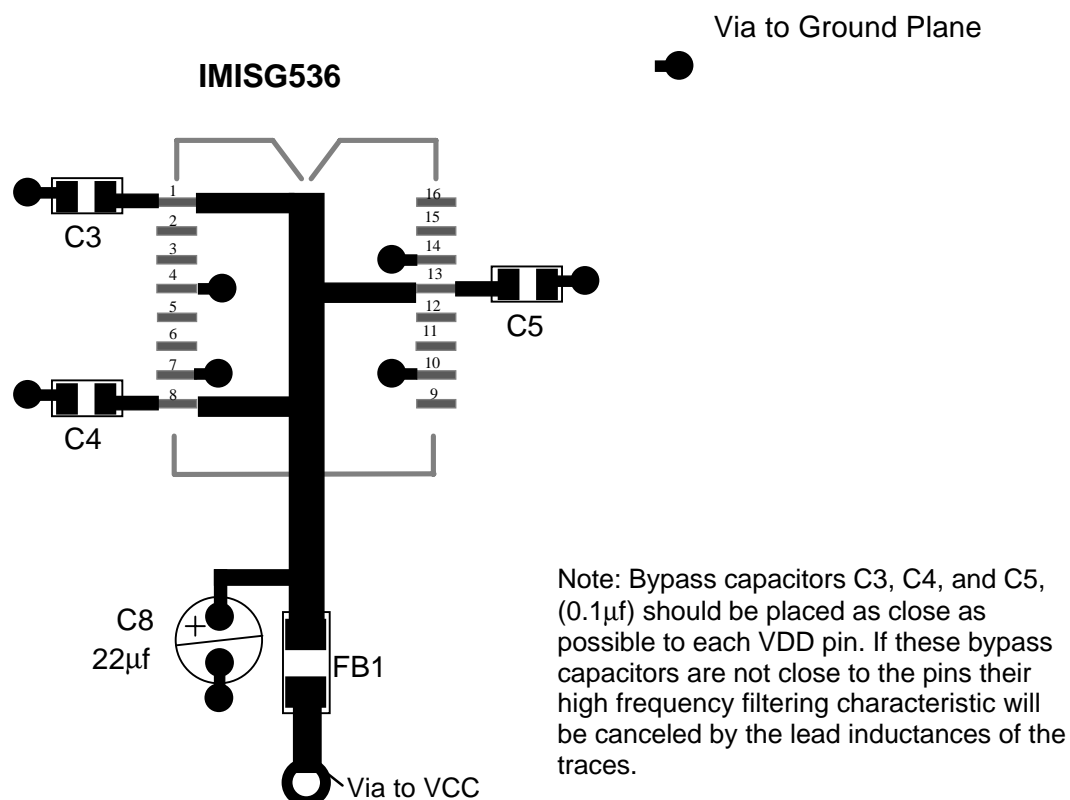 Via to Ground Plane
IMISG536
1
2
3
4
5
6
7
8
16
15
14
13
12
11
10
9
C3
C4
C5
C8
22µf
+
FB1
Via to VCC
Note: Bypass capacitors C3, C4, and C5,
(0.1µf) should be placed as close as
possible to each VDD pin. If these bypass
capacitors are not close to the pins their
high frequency filtering characteristic will
be canceled by the lead inductances of the
traces.